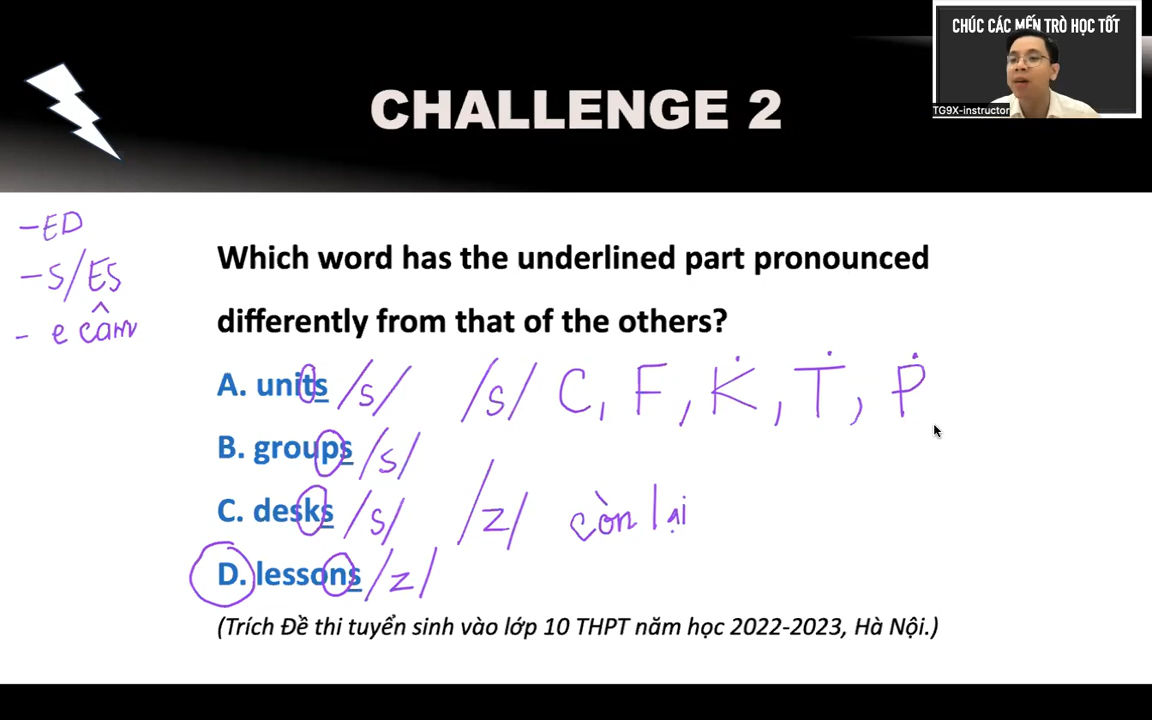 CHÚC CÁC MẾN TRÒ HỌC TỐT
TG9X-instructor
CHALLENGE 2
-ED
-S/ES
- e câm
Which word has the underlined part pronounced
differently from that of the others?
A. units /s/ /s/ C, F, K, T, P
B. groups /s/
C. desks /s/ /z/ còn lại
D. lessons /z/
(Trích Đề thi tuyển sinh vào lớp 10 THPT năm học 2022-2023, Hà Nội.)